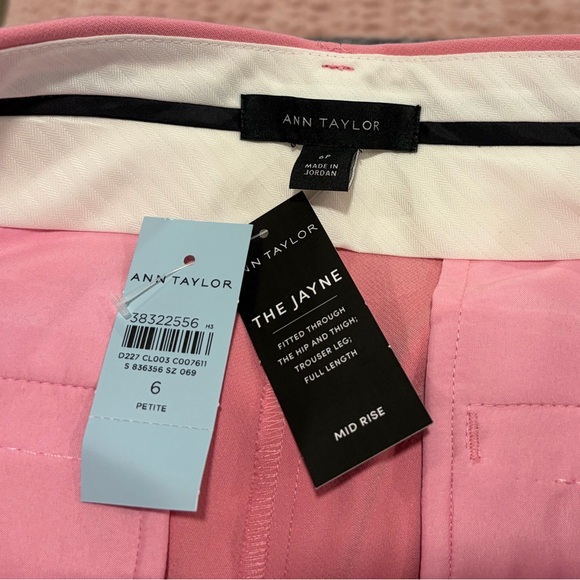 ANN TAYLOR
MADE IN
JORDAN
ANN TAYLOR
38322556 H3
D227 CL003 C007611
S 836356 SZ 069
6
PETITE
ANN TAYLOR
THE JAYNE
FITTED THROUGH
THE HIP AND THIGH;
TROUSER LEG;
FULL LENGTH
MID RISE